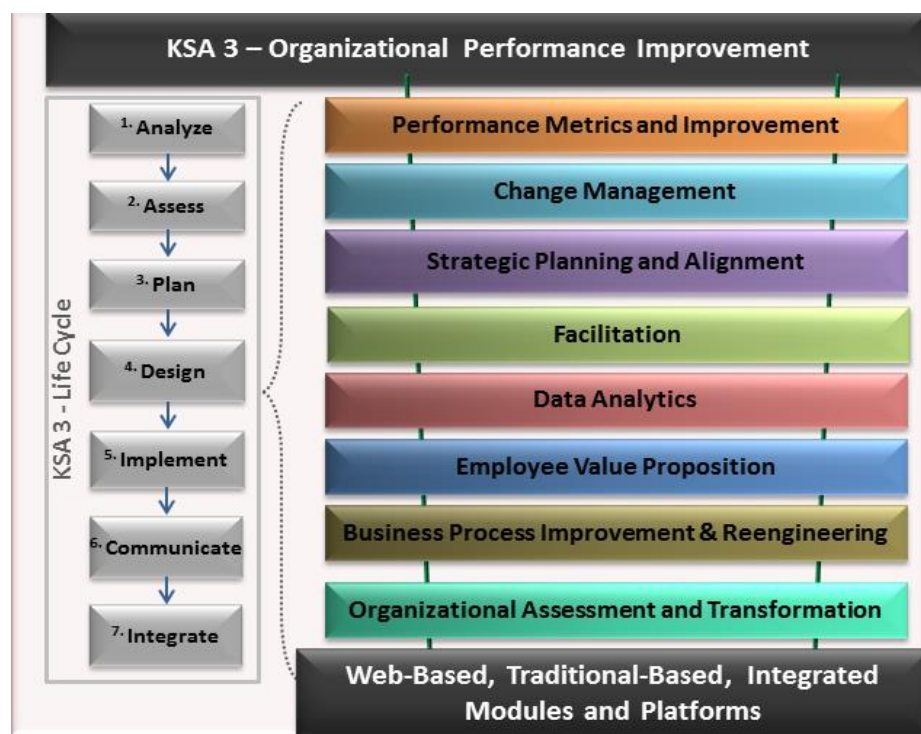 KSA 3 – Organizational Performance Improvement
KSA 3 - Life Cycle
1. Analyze
2. Assess
3. Plan
4. Design
5. Implement
6. Communicate
7. Integrate
Performance Metrics and Improvement
Change Management
Strategic Planning and Alignment
Facilitation
Data Analytics
Employee Value Proposition
Business Process Improvement & Reengineering
Organizational Assessment and Transformation
Web-Based, Traditional-Based, Integrated
Modules and Platforms